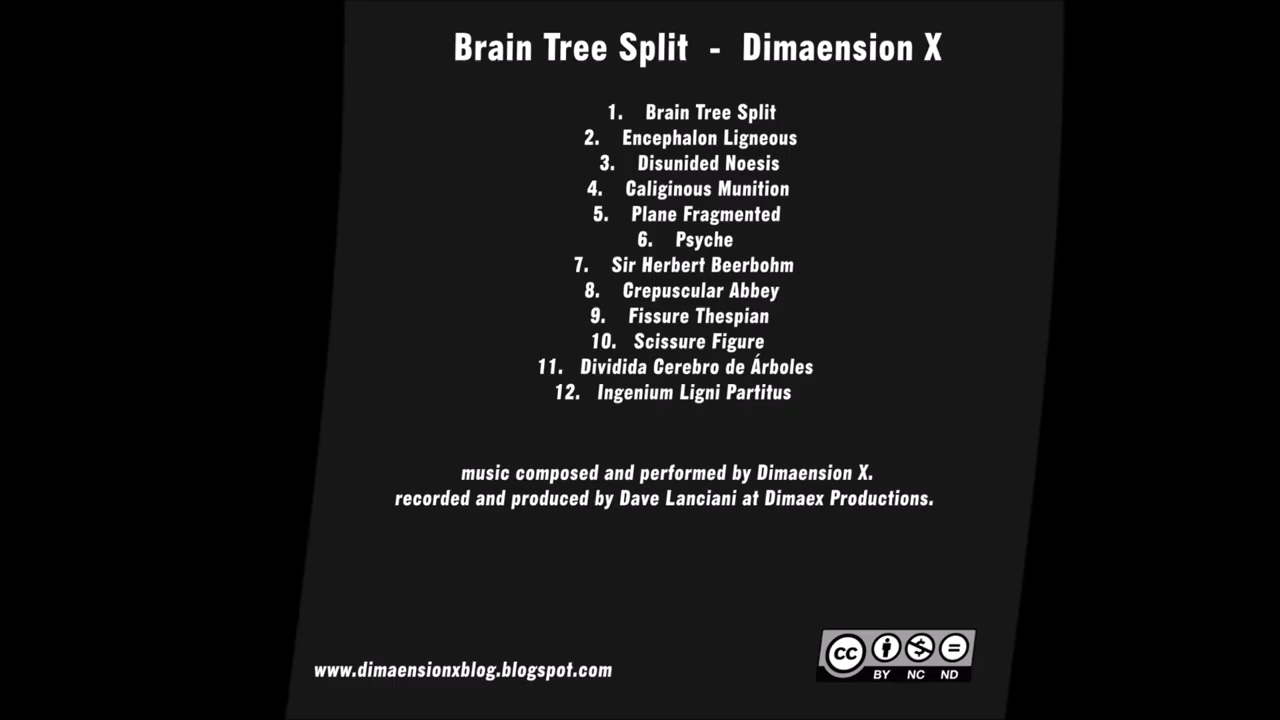 Brain Tree Split - Dimaension X
1. Brain Tree Split
2. Encephalon Ligneous
3. Disunided Noesis
4. Caliginous Munition
5. Plane Fragmented
6. Psyche
7. Sir Herbert Beerbohm
8. Crepuscular Abbey
9. Fissure Thespian
10. Scissure Figure
11. Dividida Cerebro de Árboles
12. Ingenium Ligni Partitus
music composed and performed by Dimaension X.
recorded and produced by Dave Lanciani at Dimaex Productions.
www.dimaensionxblog.blogspot.com
cc
BY NC ND